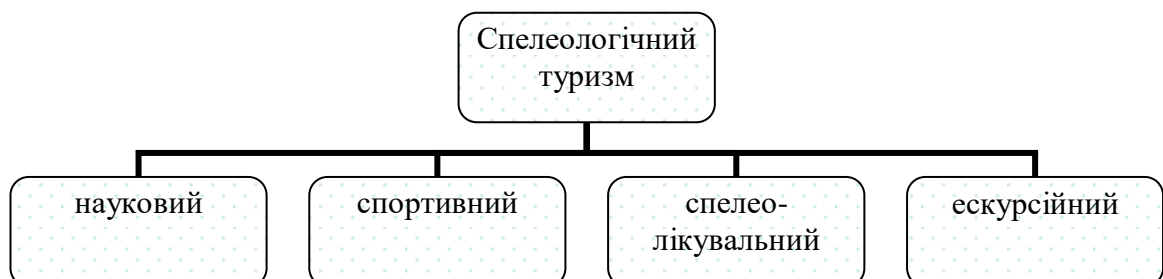 Спелеологічний
туризм
науковий
спортивний
спелео-
лікувальний
ескурсійний